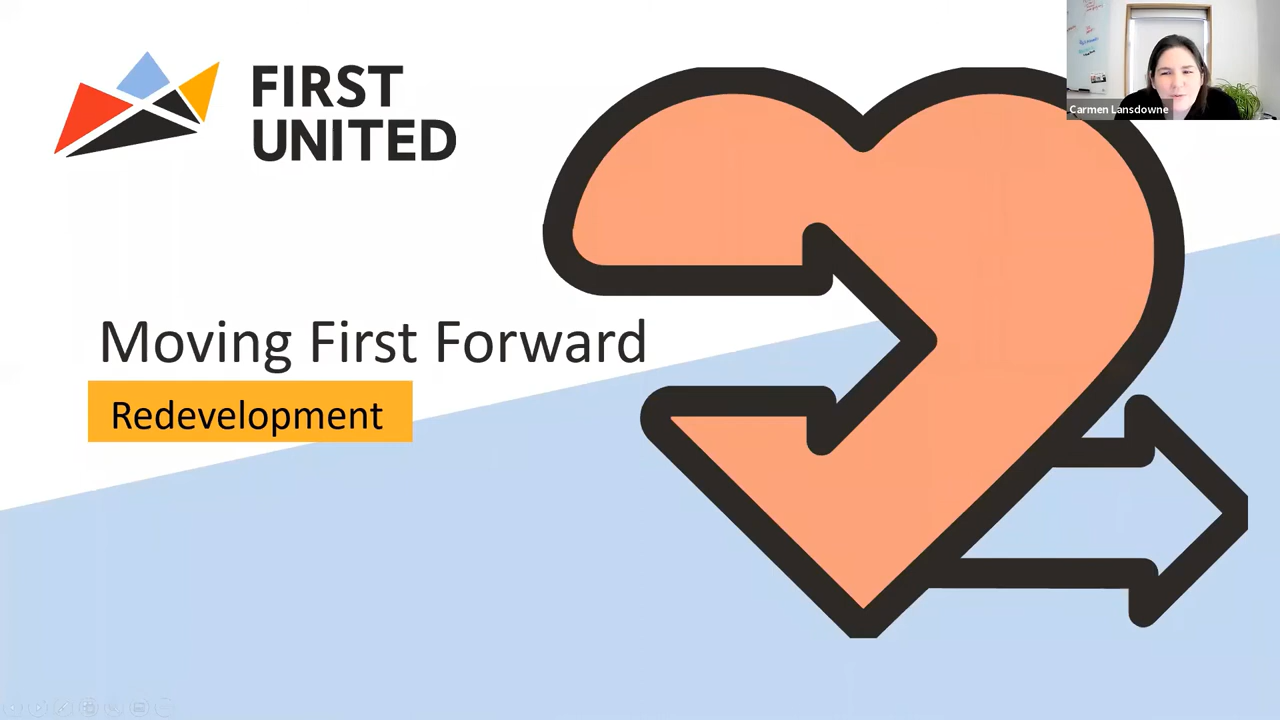 FIRST
UNITED
Carmen Lansdowne
Moving First Forward
Redevelopment